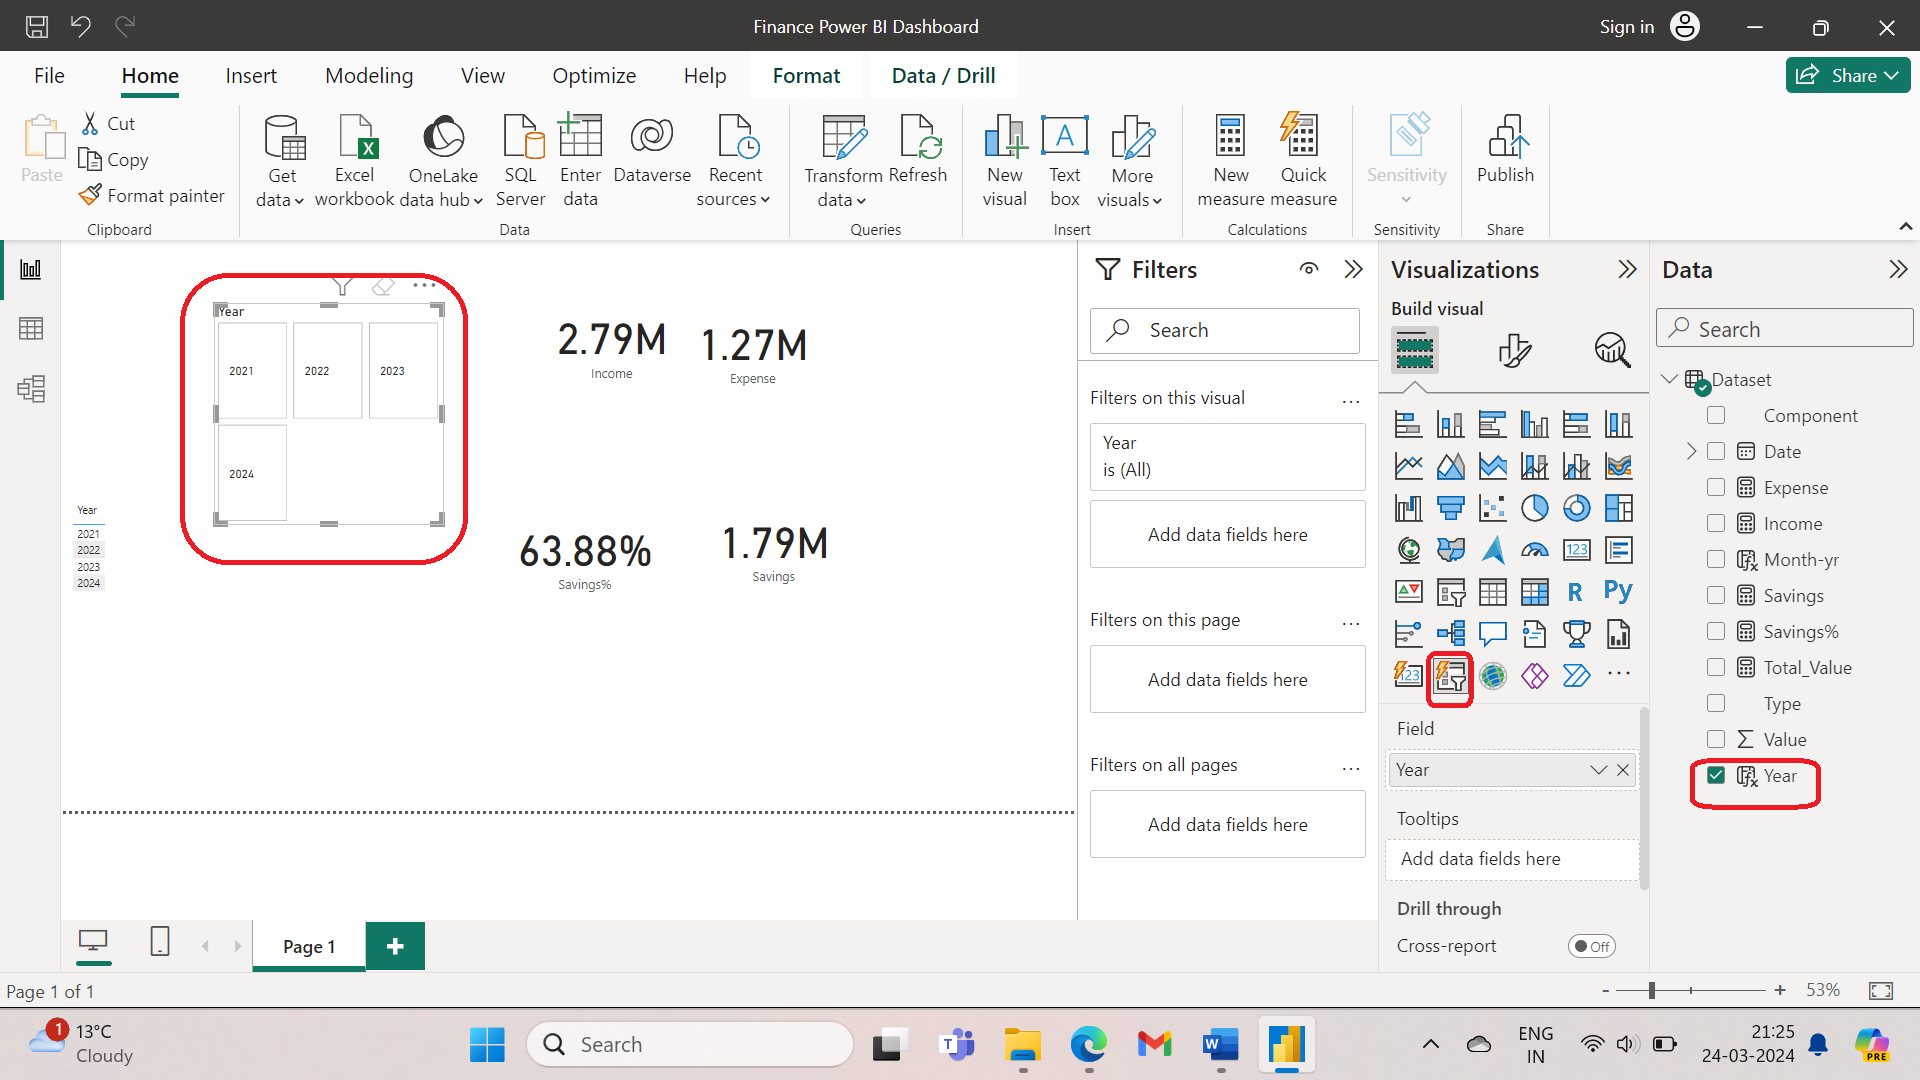 Finance Power BI Dashboard
Sign in
File
Home
Insert
Modeling
View
Optimize
Help
Format
Data / Drill
Share
Paste
Cut
Copy
Format painter
Clipboard
Get data
Excel workbook
OneLake data hub
SQL Server
Enter data
Dataverse
Recent sources
Data
Transform data
Refresh
Queries
New visual
Text box
More visuals
Insert
New measure
Quick measure
Calculations
Sensitivity
Sensitivity
Publish
Share
Year
2021
2022
2023
2024
Year
2021
2022
2023
2024
2.79M
Income
1.27M
Expense
63.88%
Savings%
1.79M
Savings
Filters
Search
Filters on this visual
...
Year
is (All)
Add data fields here
Filters on this page
...
Add data fields here
Filters on all pages
...
Add data fields here
Visualizations
Build visual
123
R
Py
123
...
Field
Year
Tooltips
Add data fields here
Drill through
Cross-report
Off
Data
Search
Dataset
Component
Date
Expense
Income
Month-yr
Savings
Savings%
Total_Value
Type
Value
Year
Page 1
+
Page 1 of 1
- + 53%
1
13°C
Cloudy
Search
ENG
IN
21:25
24-03-2024
PRE